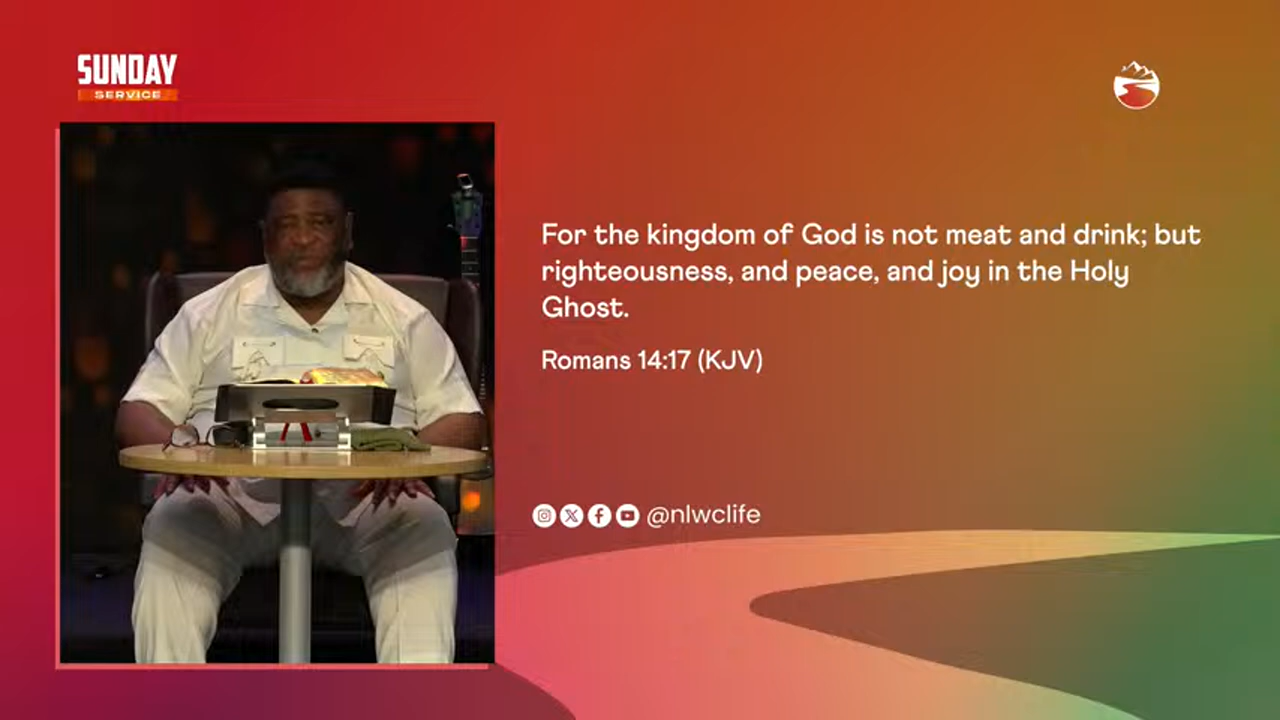 SUNDAY
SERVICE
For the kingdom of God is not meat and drink; but
righteousness, and peace, and joy in the Holy
Ghost.
Romans 14:17 (KJV)
@nlwclife